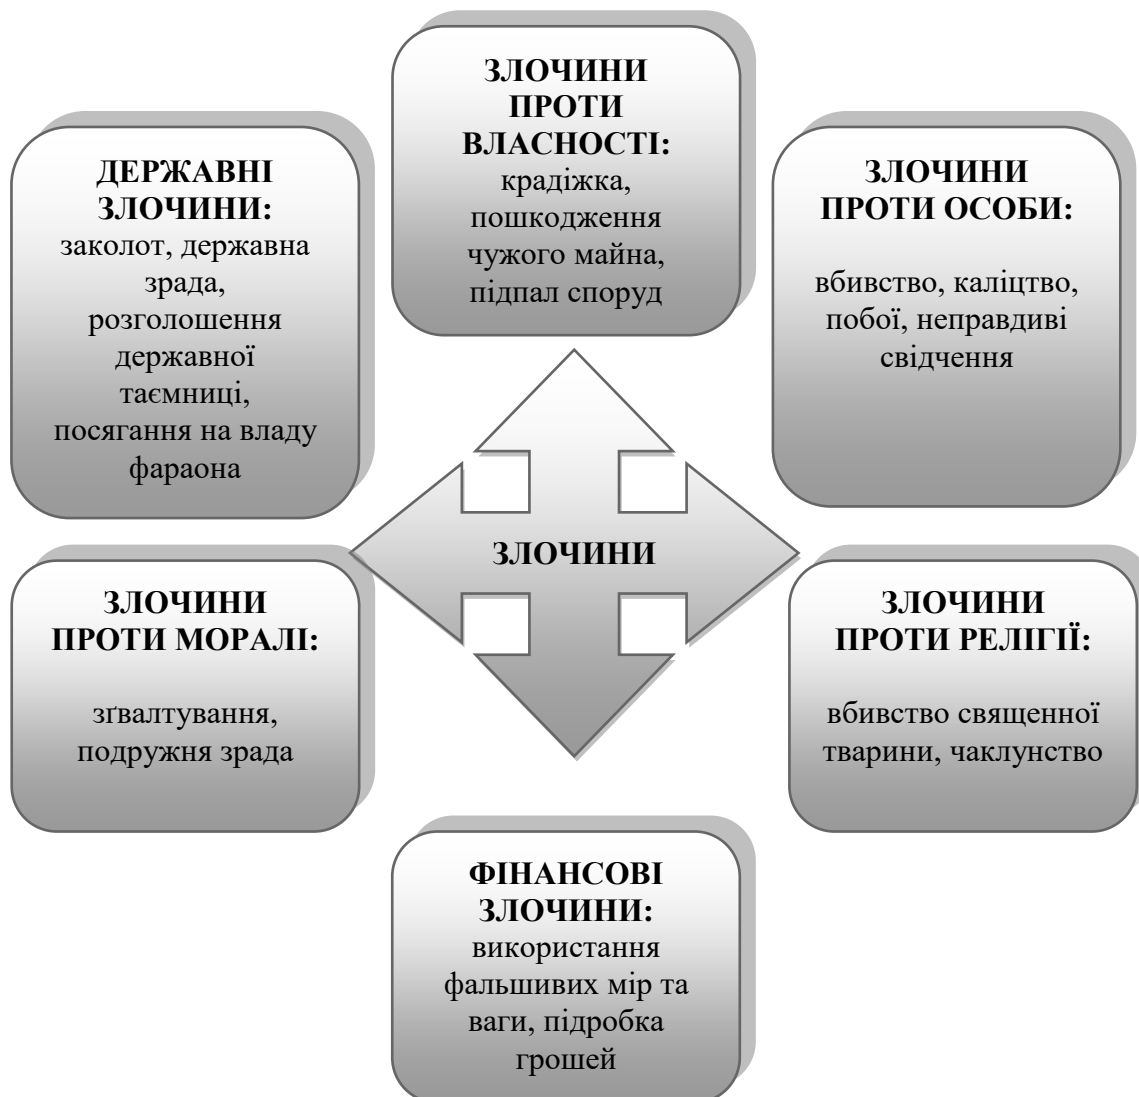 ЗЛОЧИНИ
ПРОТИ
ВЛАСНОСТІ:
крадіжка,
пошкодження
чужого майна,
підпал споруд
ДЕРЖАВНІ
ЗЛОЧИНИ:
заколот, державна
зрада,
розголошення
державної
таємниці,
посягання на владу
фараона
ЗЛОЧИНИ
ПРОТИ ОСОБИ:
вбивство, каліцтво,
побої, неправдиві
свідчення
ЗЛОЧИНИ
ЗЛОЧИНИ
ПРОТИ МОРАЛІ:
зґвалтування,
подружня зрада
ЗЛОЧИНИ
ПРОТИ РЕЛІГІЇ:
вбивство священної
тварини, чаклунство
ФІНАНСОВІ
ЗЛОЧИНИ:
використання
фальшивих мір та
ваги, підробка
грошей